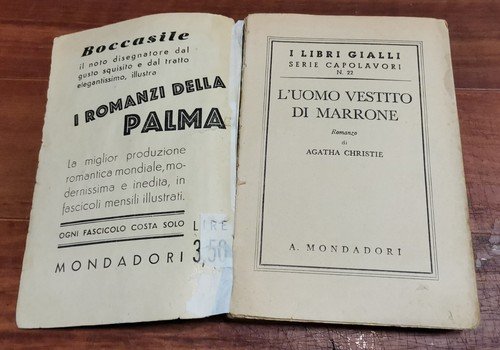 Boccasile
il noto disegnatore dal
gusto squisito e dal tratto
elegantissimo, illustra
I ROMANZI DELLA
PALMA
La miglior produzione
romantica mondiale, mo-
dernissima e inedita, in
fascicoli mensili illustrati.
OGNI FASCICOLO COSTA SOLO LIRE
MONDADORI 3,50
I LIBRI GIALLI
SERIE CAPOLAVORI
N. 22
L'UOMO VESTITO
DI MARRONE
Romanzo
di
AGATHA CHRISTIE
A. MONDADORI